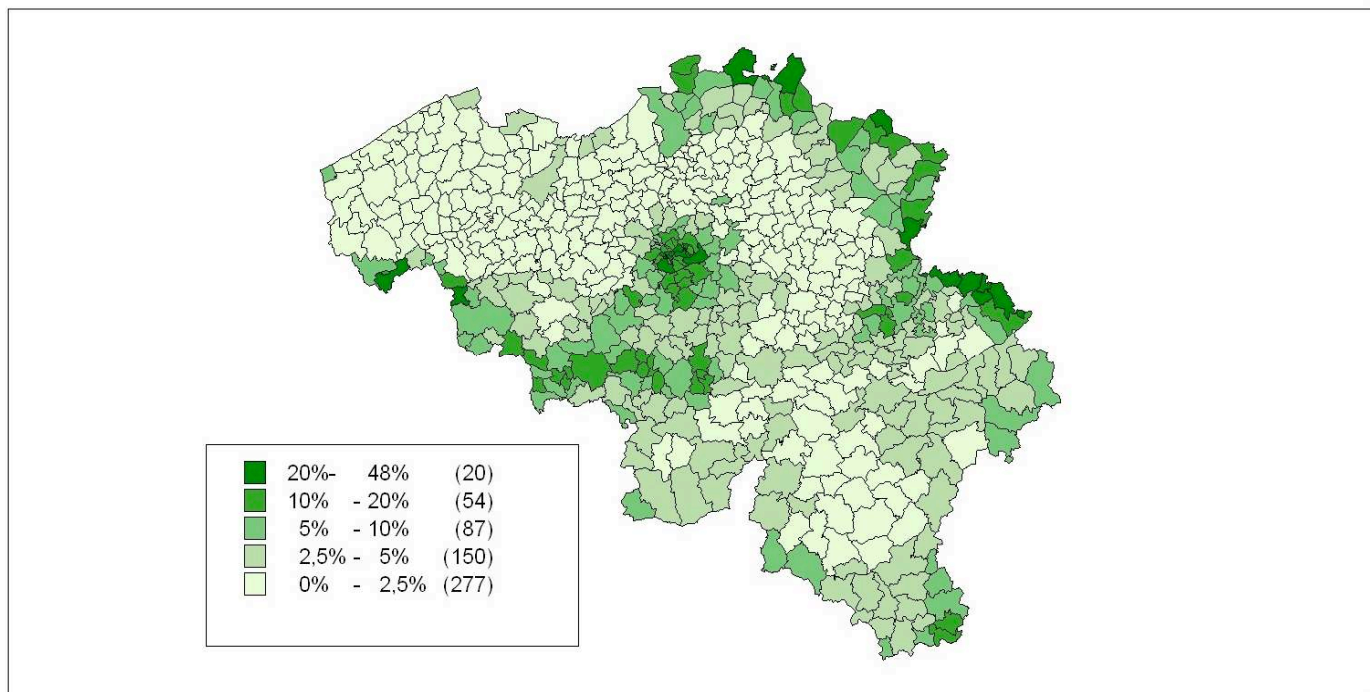 20%- 48% (20)
10% - 20% (54)
5% - 10% (87)
2,5% - 5% (150)
0% - 2,5% (277)